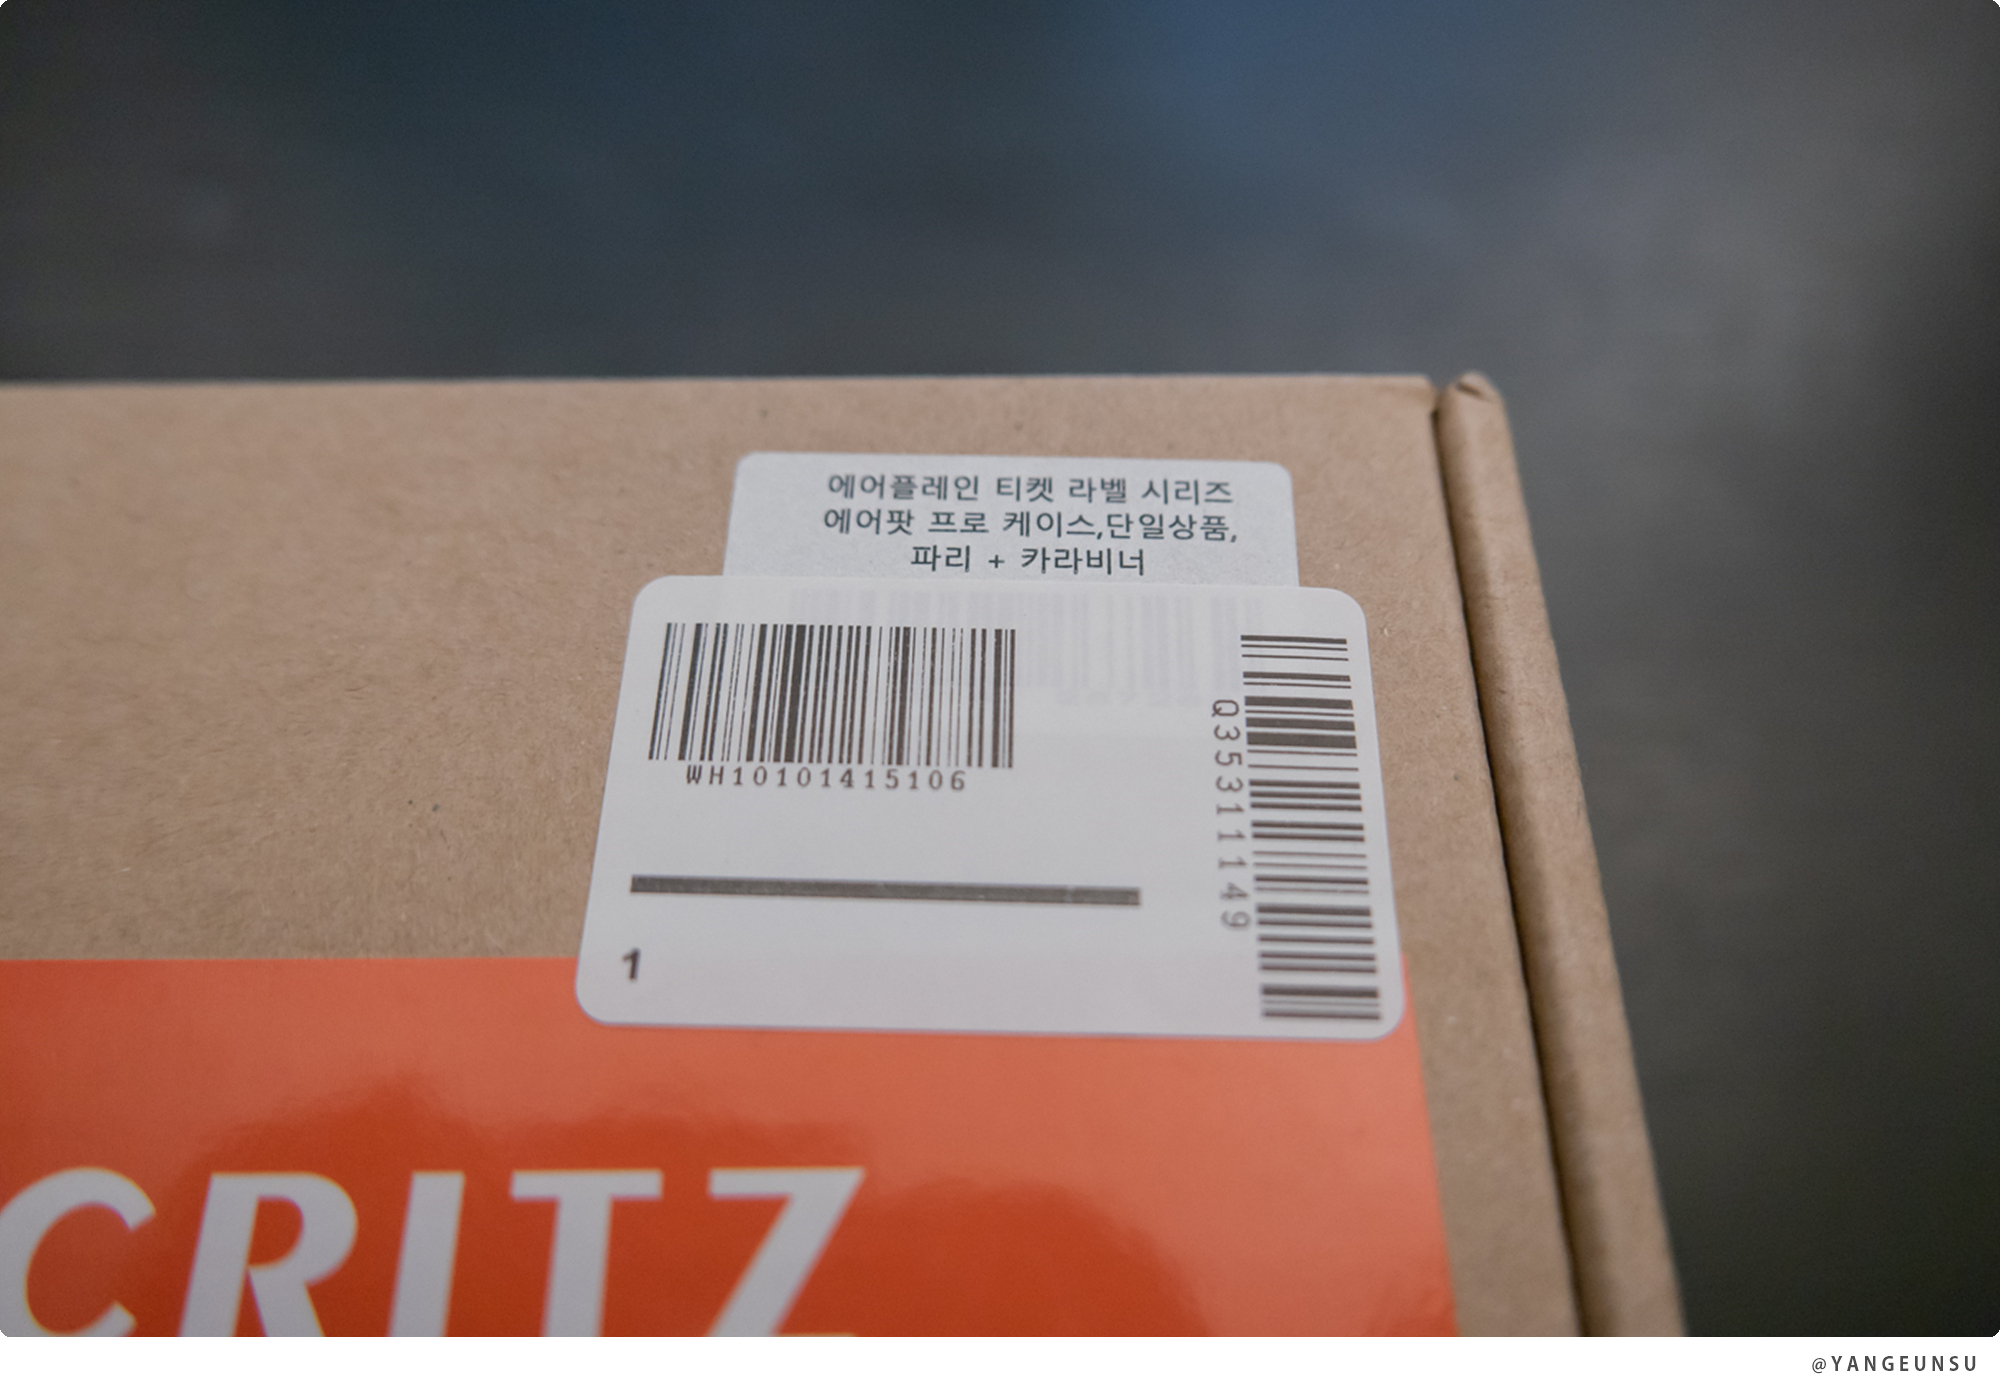 에어플레인 티켓 라벨 시리즈
에어팟 프로 케이스,단일상품,
파리 + 카라비너
WH10101415106
Q353111149
1
CRITZ
@YANGEUNSU